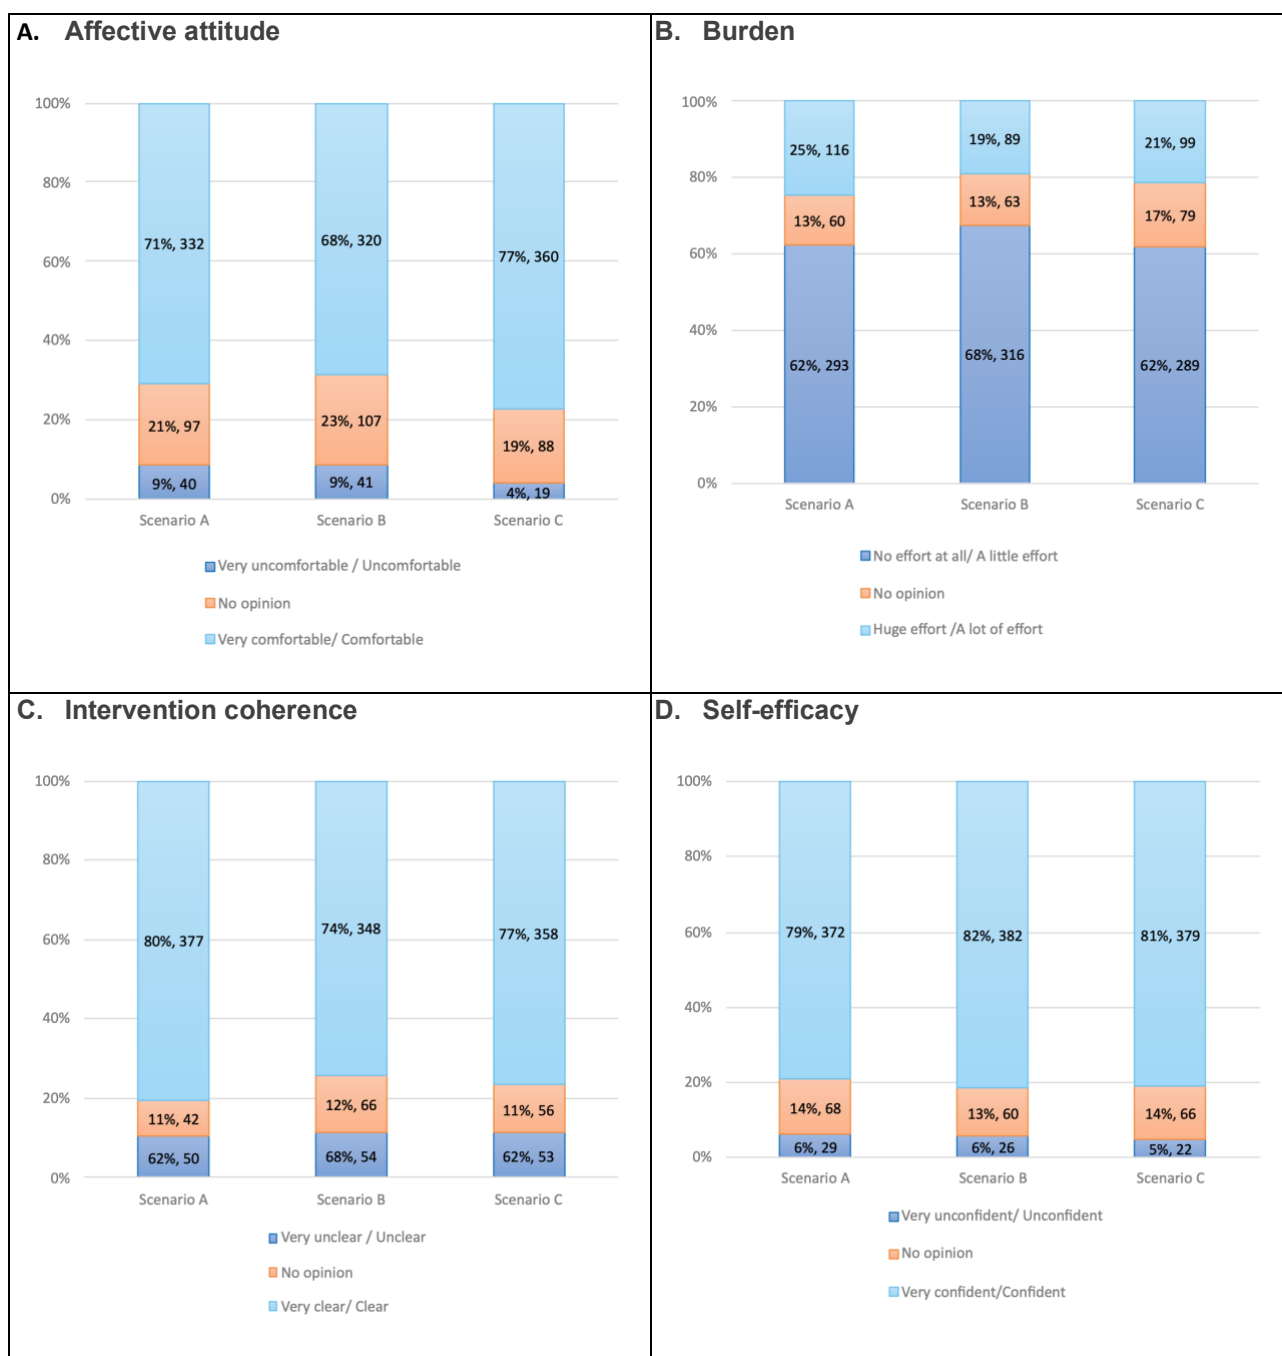 A. Affective attitude
100%
80%
60%
40%
20%
0%
71%, 332
68%, 320
77%, 360
21%, 97
23%, 107
19%, 88
9%, 40
9%, 41
4%, 19
Scenario A
Scenario B
Scenario C
Very uncomfortable / Uncomfortable
No opinion
Very comfortable/ Comfortable
B. Burden
100%
80%
60%
40%
20%
0%
25%, 116
19%, 89
21%, 99
13%, 60
13%, 63
17%, 79
62%, 293
68%, 316
62%, 289
Scenario A
Scenario B
Scenario C
No effort at all/ A little effort
No opinion
Huge effort /A lot of effort
C. Intervention coherence
100%
80%
60%
40%
20%
0%
80%, 377
74%, 348
77%, 358
11%, 42
12%, 66
11%, 56
62%, 50
68%, 54
62%, 53
Scenario A
Scenario B
Scenario C
Very unclear / Unclear
No opinion
Very clear/ Clear
D. Self-efficacy
100%
80%
60%
40%
20%
0%
79%, 372
82%, 382
81%, 379
14%, 68
13%, 60
14%, 66
6%, 29
6%, 26
5%, 22
Scenario A
Scenario B
Scenario C
Very unconfident/ Unconfident
No opinion
Very confident/Confident